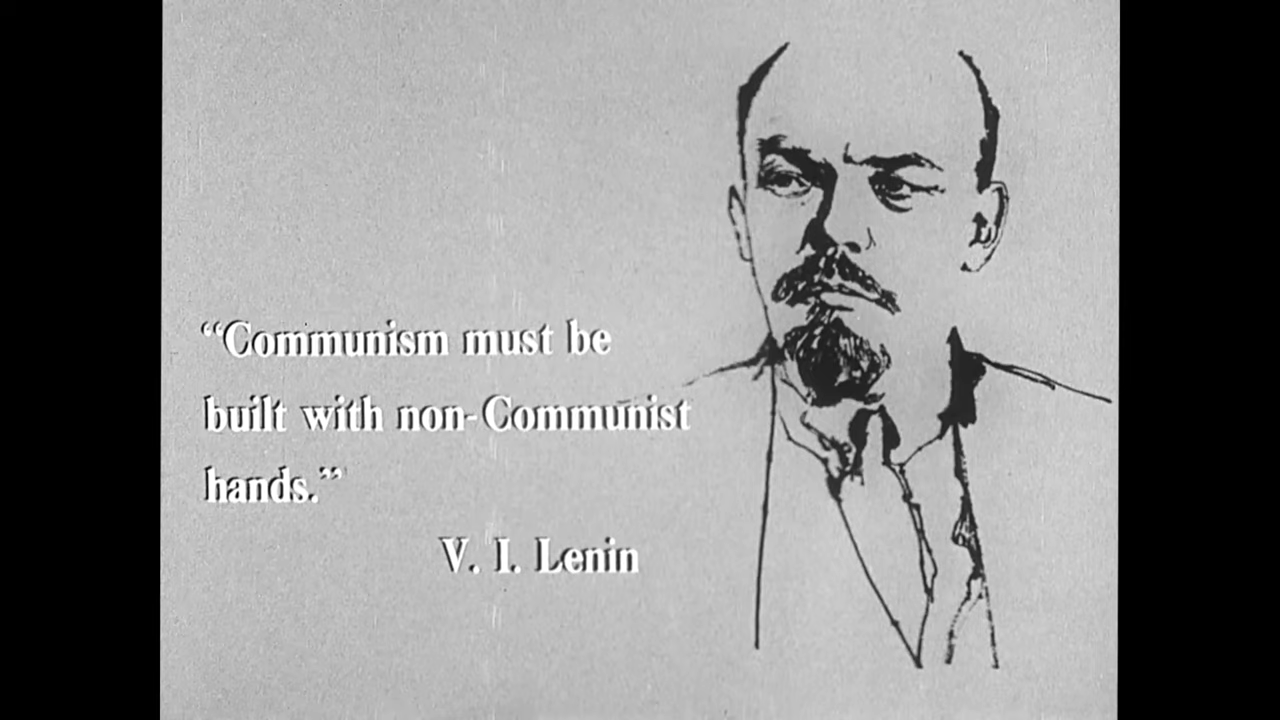 “Communism must be
built with non-Communist
hands.”
V. I. Lenin